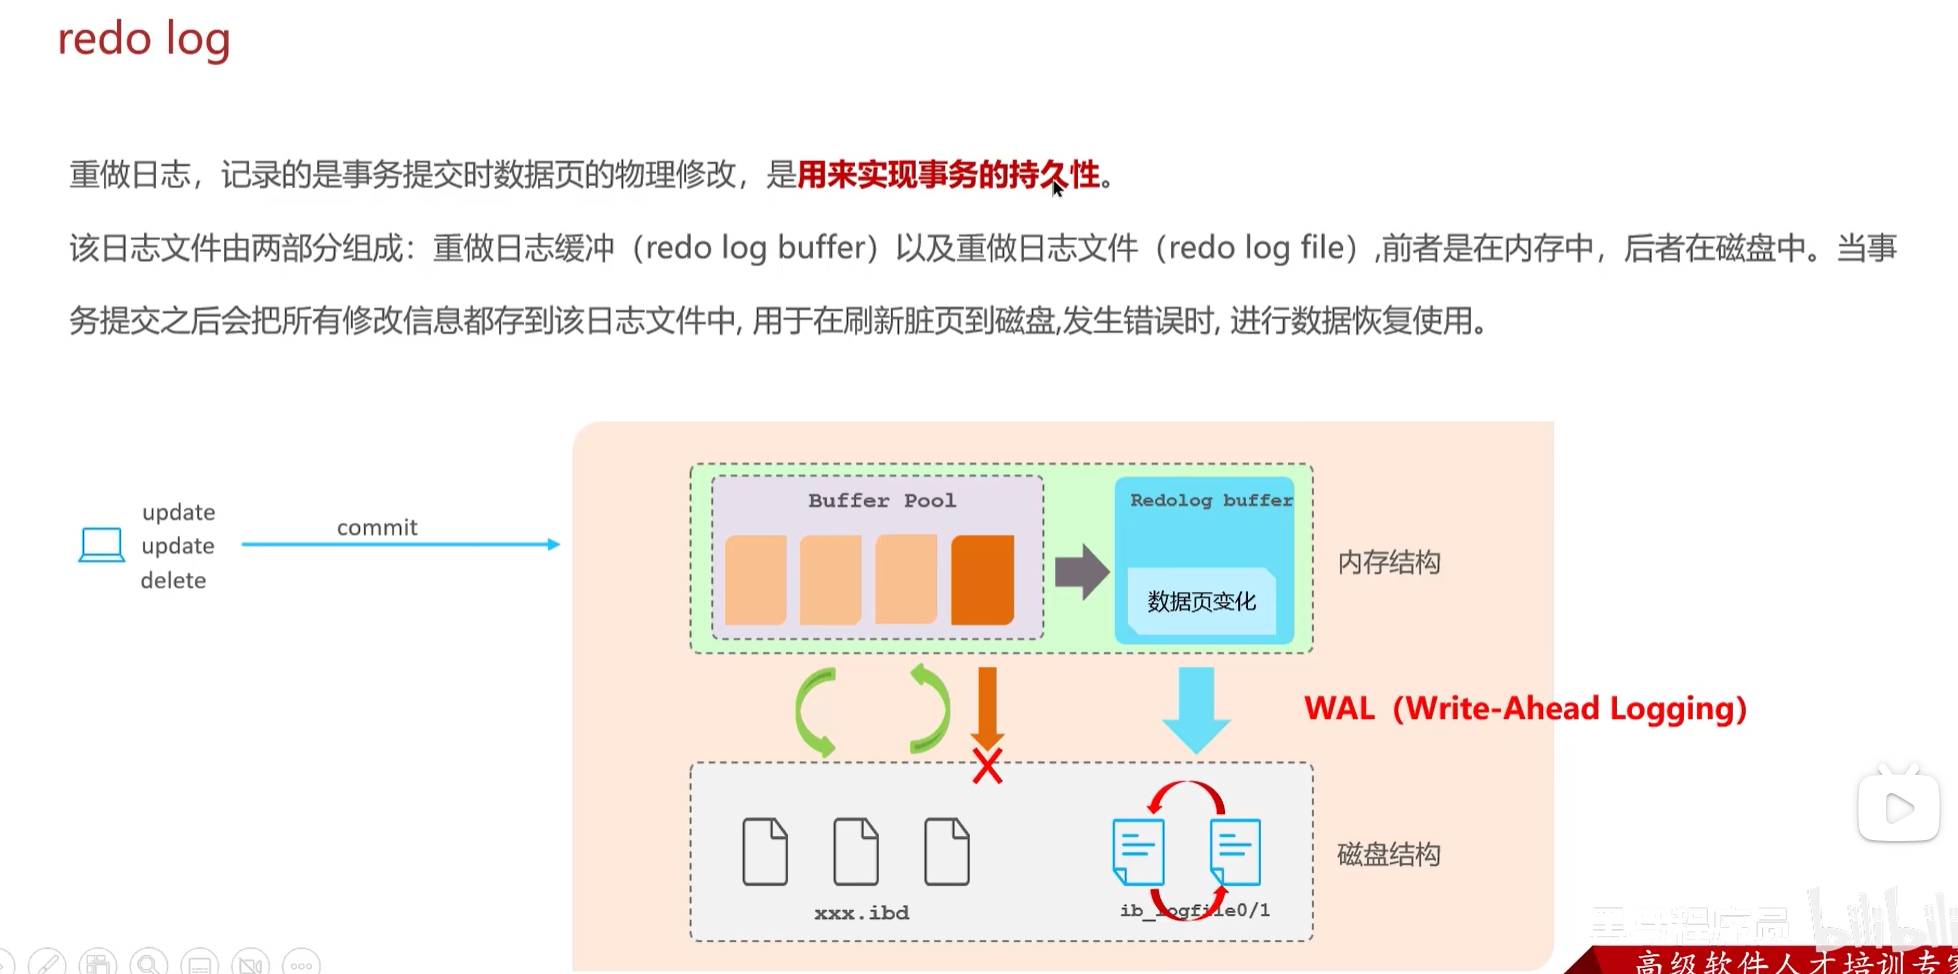 redo log
重做日志，记录的是事务提交时数据页的物理修改，是用来实现事务的持久性。
该日志文件由两部分组成：重做日志缓冲（redo log buffer）以及重做日志文件（redo log file）,前者是在内存中，后者在磁盘中。当事
务提交之后会把所有修改信息都存到该日志文件中, 用于在刷新脏页到磁盘,发生错误时, 进行数据恢复使用。
update
update
delete
commit
Buffer Pool
Redolog buffer
数据页变化
内存结构
WAL（Write-Ahead Logging）
磁盘结构
xxx.ibd
ib_logfile0/1
黑马程序员
bilibili
高级软件人才培训专家